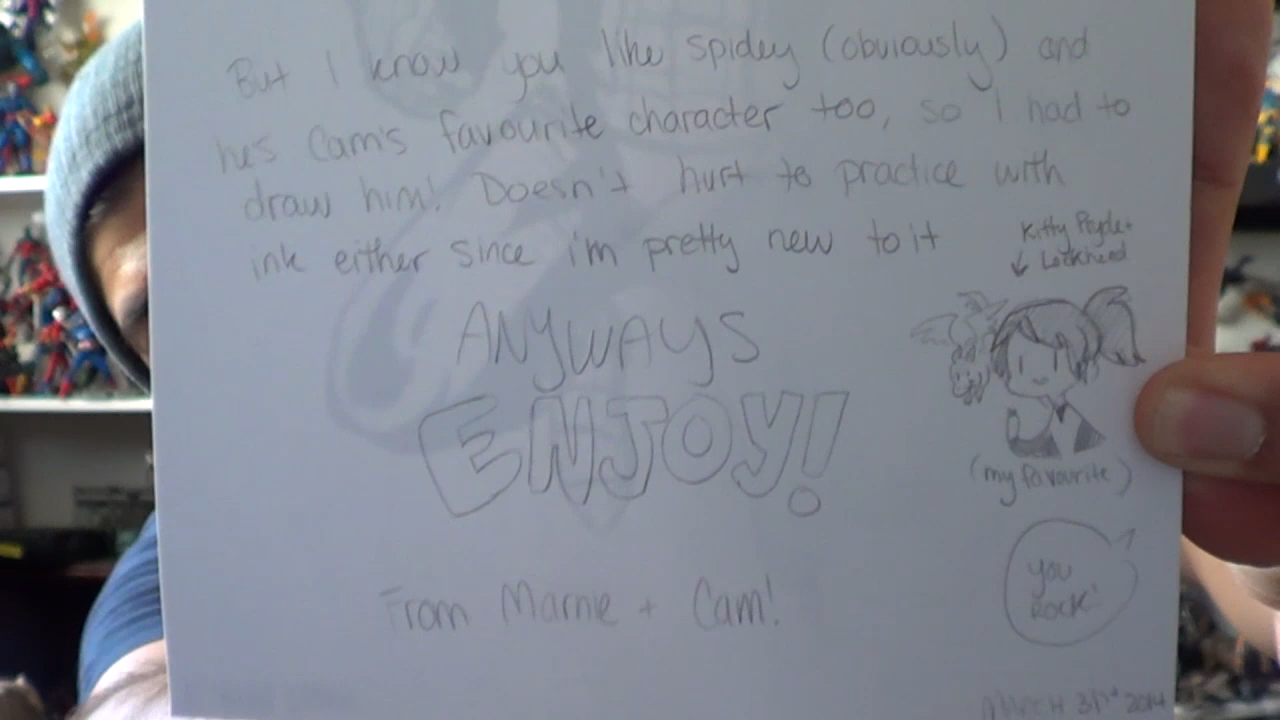 But I know you like spidey (obviously) and
he's Cam's favourite character too, so I had to
draw him! Doesn't hurt to practice with
ink either since i'm pretty new to it
Kitty Pryde +
Lockheed
ANYWAYS
ENJOY!
(my favourite)
you
Rock!
From Marnie + Cam!
MARCH 31st 2014